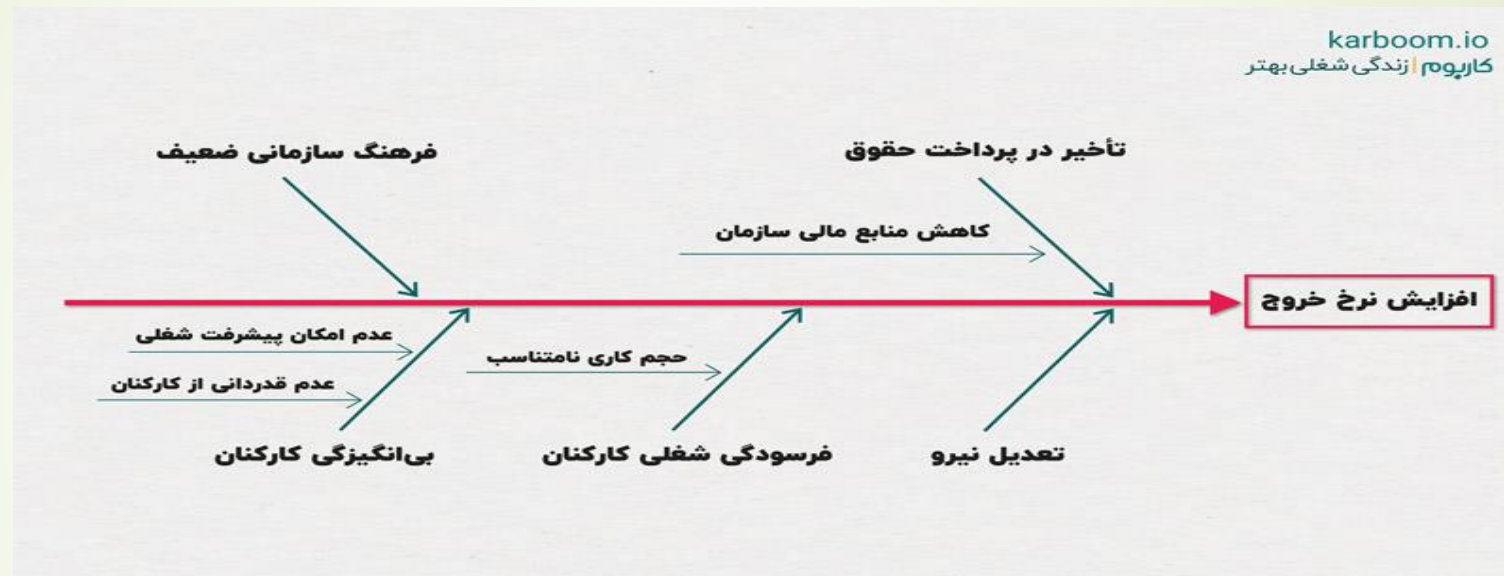 karboom.io
کاربوم | زندگی شغلی بهتر
تأخیر در پرداخت حقوق
فرهنگ سازمانی ضعیف
کاهش منابع مالی سازمان
افزایش نرخ خروج
عدم امکان پیشرفت شغلی
حجم کاری نامتناسب
عدم قدردانی از کارکنان
تعدیل نیرو
فرسودگی شغلی کارکنان
بی‌انگیزگی کارکنان